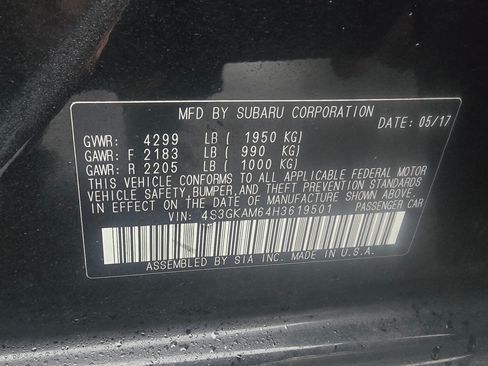 MFD BY SUBARU CORPORATION
DATE: 05/17
GVWR: 4299 LB ( 1950 KG)
GAWR: F 2183 LB ( 990 KG)
GAWR: R 2205 LB ( 1000 KG)
THIS VEHICLE CONFORMS TO ALL APPLICABLE FEDERAL MOTOR
VEHICLE SAFETY,BUMPER,AND THEFT PREVENTION STANDARDS
IN EFFECT ON THE DATE OF MANUFACTURE SHOWN ABOVE.
VIN: 4S3GKAM64H3619501 PASSENGER CAR
ASSEMBLED BY SIA INC. MADE IN U.S.A.